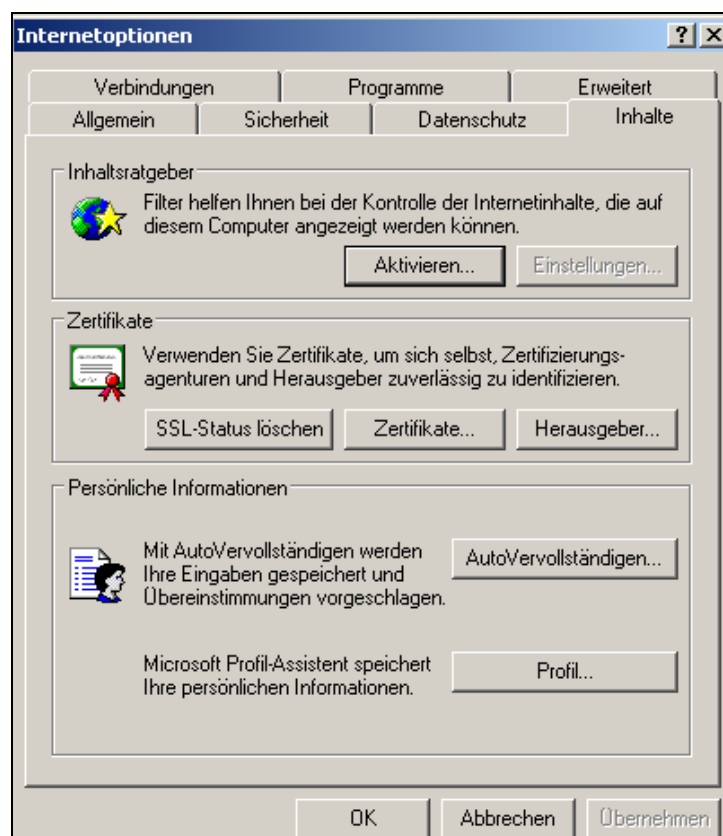 Internetoptionen
Verbindungen Programme Erweitert
Allgemein Sicherheit Datenschutz Inhalte
Inhaltsratgeber
Filter helfen Ihnen bei der Kontrolle der Internetinhalte, die auf
diesem Computer angezeigt werden können.
Aktivieren... Einstellungen...
Zertifikate
Verwenden Sie Zertifikate, um sich selbst, Zertifizierungs-
agenturen und Herausgeber zuverlässig zu identifizieren.
SSL-Status löschen Zertifikate... Herausgeber...
Persönliche Informationen
Mit AutoVervollständigen werden
Ihre Eingaben gespeichert und
Übereinstimmungen vorgeschlagen.
AutoVervollständigen...
Microsoft Profil-Assistent speichert
Ihre persönlichen Informationen.
Profil...
OK Abbrechen Übernehmen